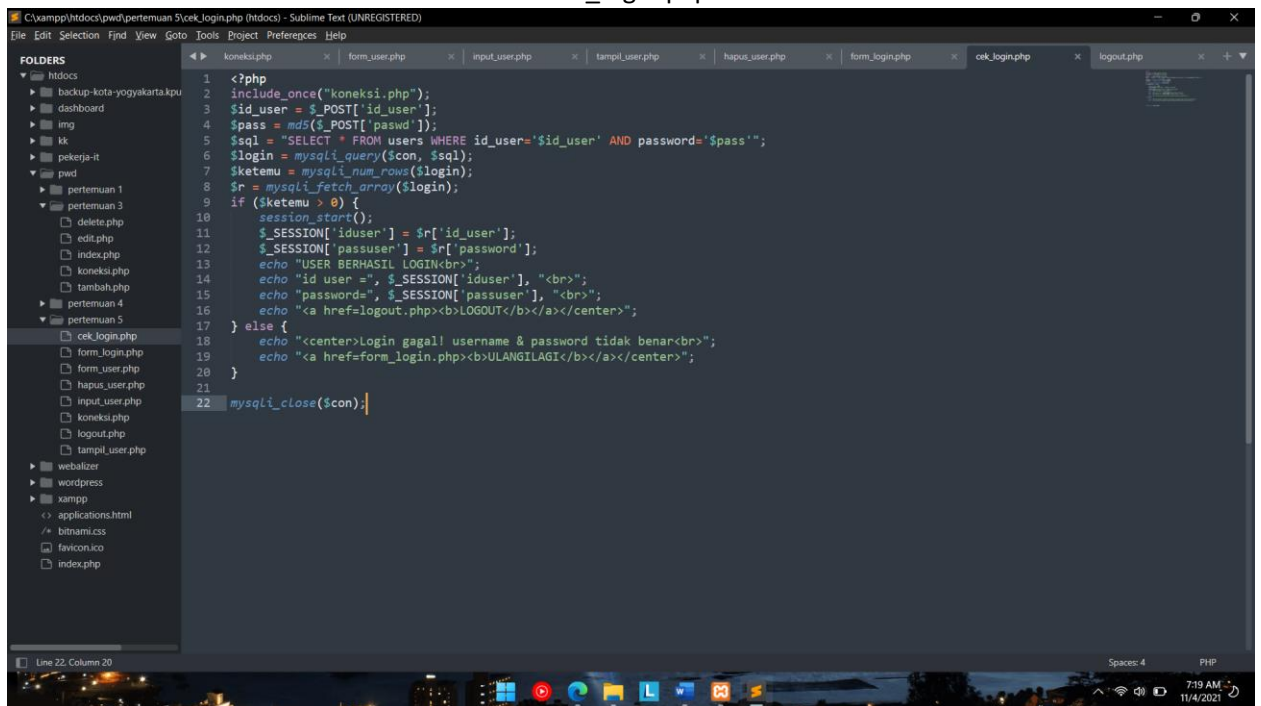 C:\xampp\htdocs\pwd\pertemuan 5\cek_login.php (htdocs) - Sublime Text (UNREGISTERED)
File Edit Selection Find View Goto Tools Project Preferences Help
FOLDERS
htdocs
backup-kota-yogyakarta.kpu
dashboard
img
kk
pekerja-it
pwd
pertemuan 1
pertemuan 3
delete.php
edit.php
index.php
koneksi.php
tambah.php
pertemuan 4
pertemuan 5
cek_login.php
form_login.php
form_user.php
hapus_user.php
input_user.php
koneksi.php
logout.php
tampil_user.php
webalizer
wordpress
xampp
<> applications.html
/* bitnami.css
favicon.ico
index.php
koneksi.php × form_user.php × input_user.php × tampil_user.php × hapus_user.php × form_login.php × cek_login.php × logout.php × +
1 <?php
2 include_once("koneksi.php");
3 $id_user = $_POST['id_user'];
4 $pass = md5($_POST['paswd']);
5 $sql = "SELECT * FROM users WHERE id_user='$id_user' AND password='$pass'";
6 $login = mysqli_query($con, $sql);
7 $ketemu = mysqli_num_rows($login);
8 $r = mysqli_fetch_array($login);
9 if ($ketemu > 0) {
10     session_start();
11     $_SESSION['iduser'] = $r['id_user'];
12     $_SESSION['passuser'] = $r['password'];
13     echo "USER BERHASIL LOGIN<br>";
14     echo "id user =", $_SESSION['iduser'], "<br>";
15     echo "password=", $_SESSION['passuser'], "<br>";
16     echo "<a href=logout.php><b>LOGOUT</b></a></center>";
17 } else {
18     echo "<center>Login gagal! username & password tidak benar<br>";
19     echo "<a href=form_login.php><b>ULANGILAGI</b></a></center>";
20 }
21
22 mysqli_close($con);
Line 22, Column 20
Spaces: 4
PHP
7:19 AM
11/4/2021